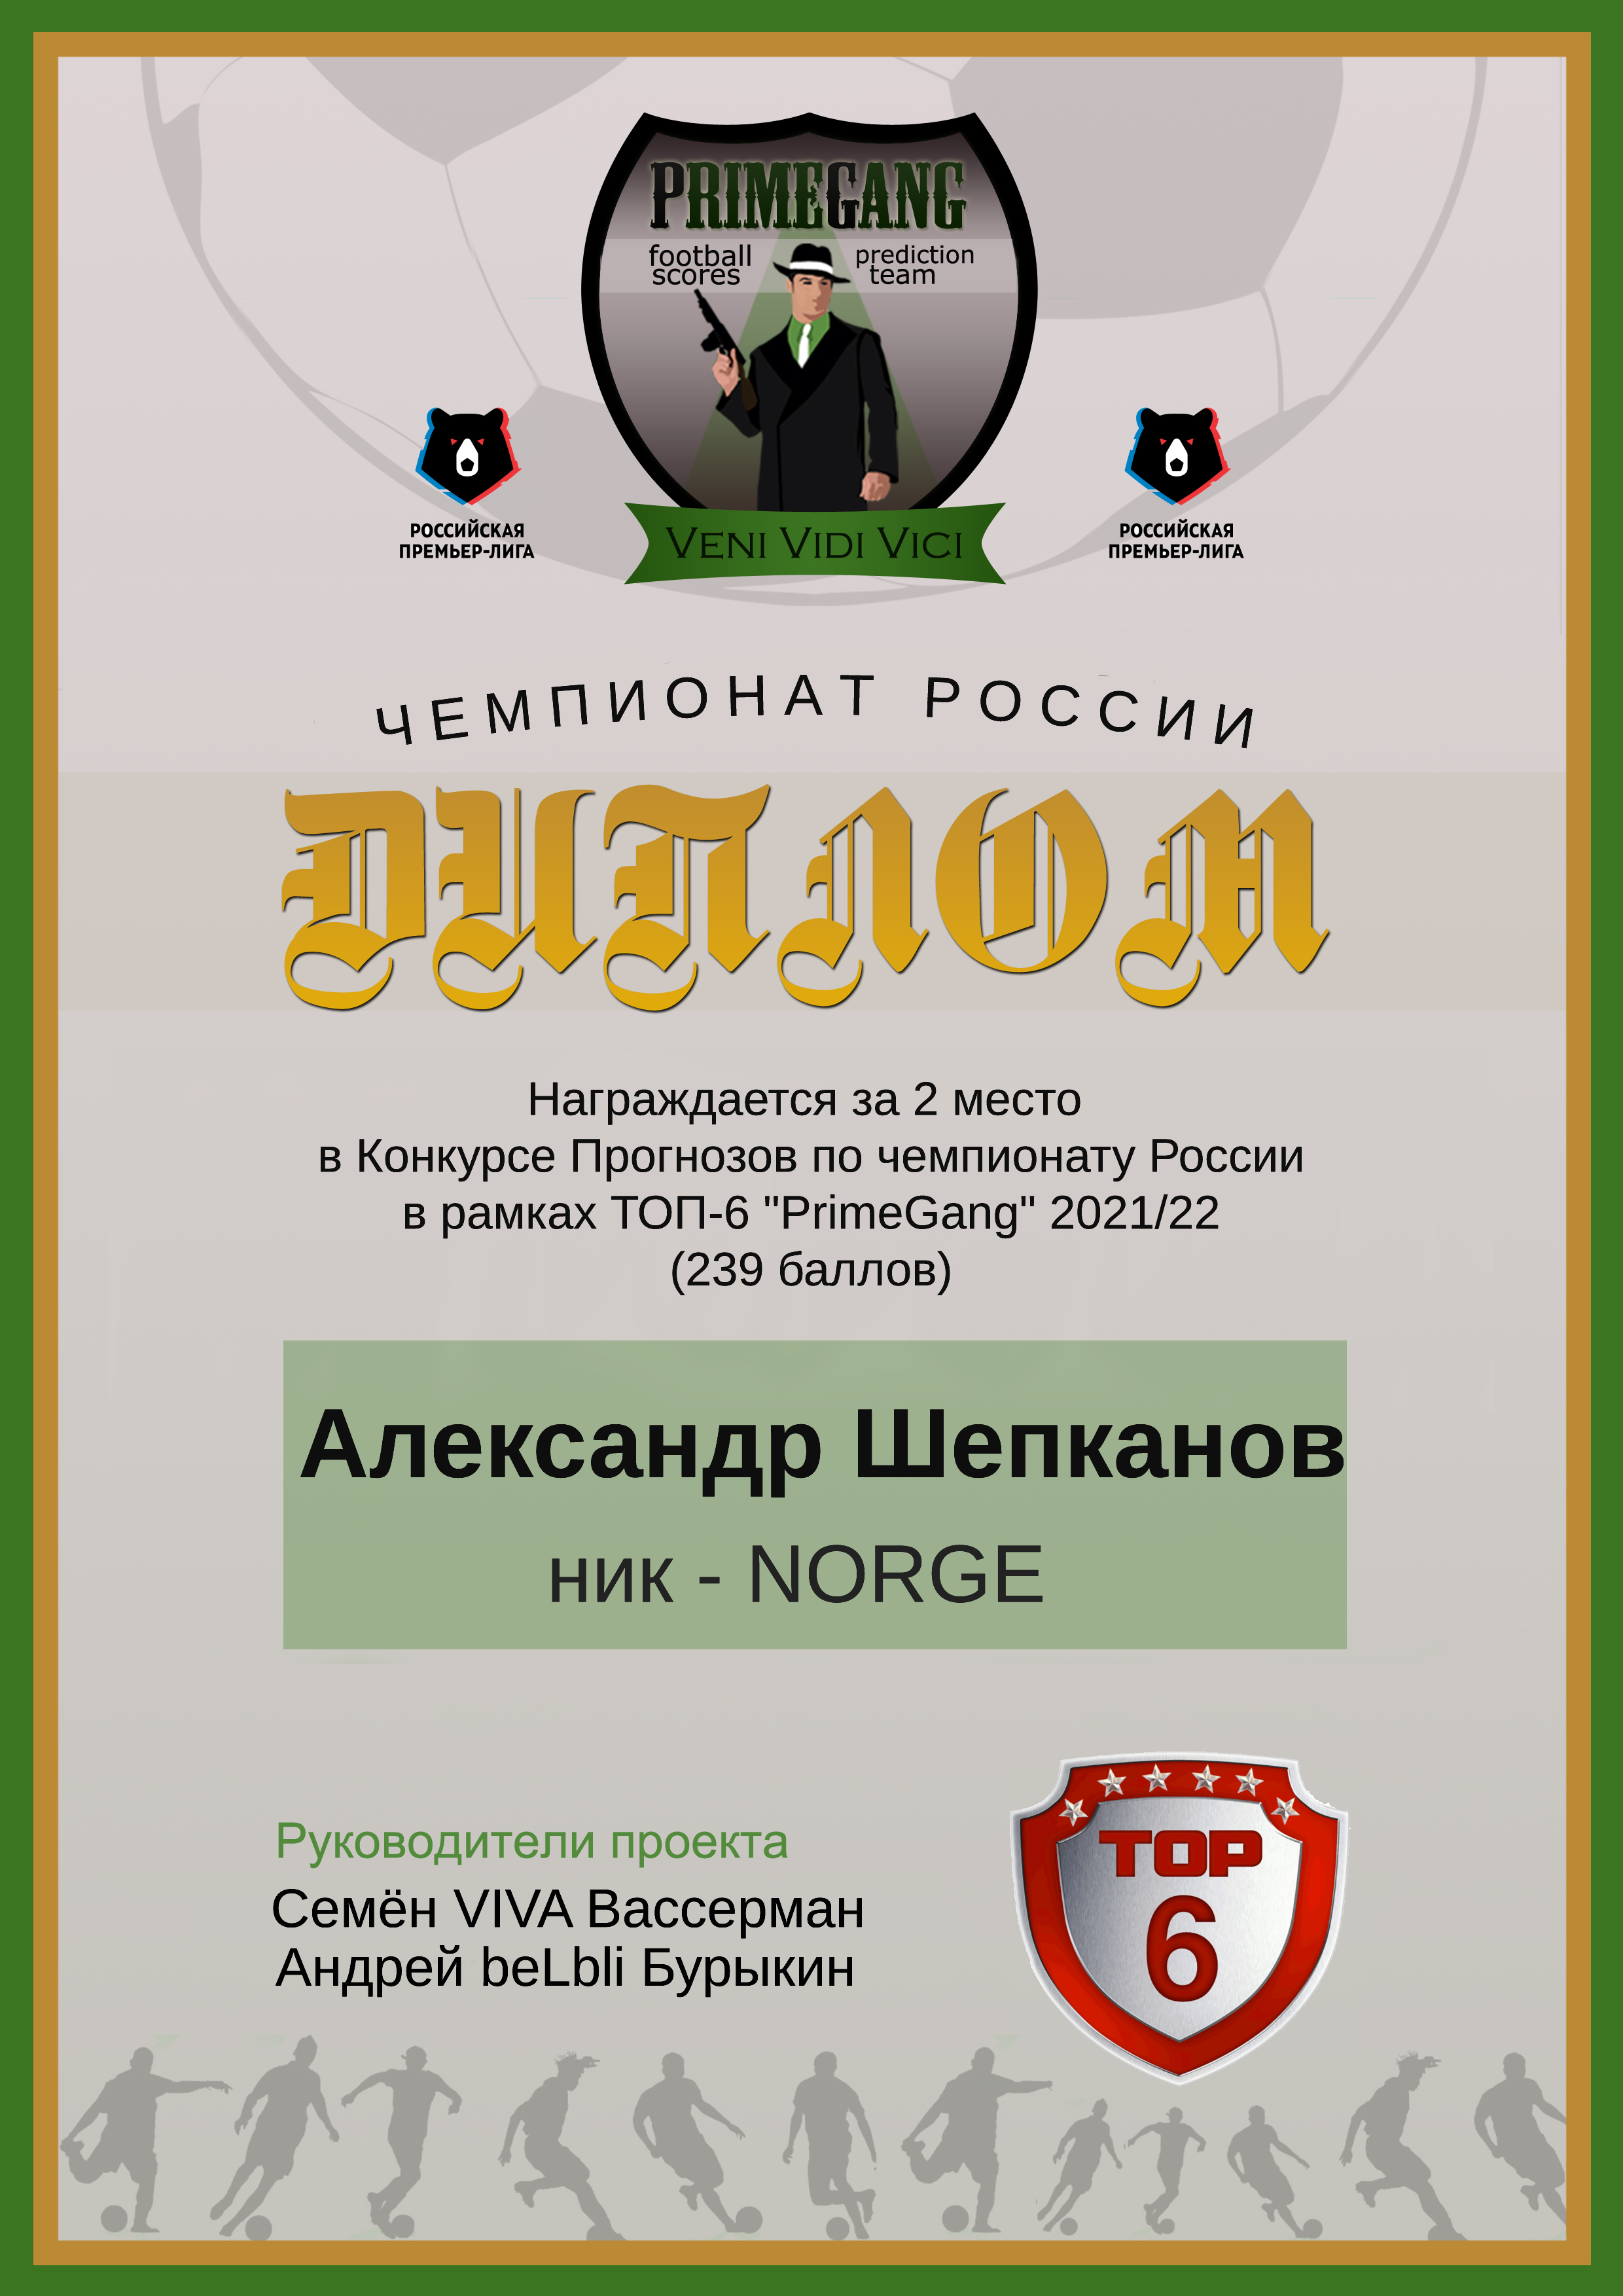 PRIMEGANG
football scores
prediction team
VENI VIDI VICI
РОССИЙСКАЯ
ПРЕМЬЕР-ЛИГА
РОССИЙСКАЯ
ПРЕМЬЕР-ЛИГА
ЧЕМПИОНАТ РОССИИ
ДИПЛОМ
Награждается за 2 место
в Конкурсе Прогнозов по чемпионату России
в рамках ТОП-6 "PrimeGang" 2021/22
(239 баллов)
Александр Шепканов
ник - NORGE
Руководители проекта
Семён VIVA Вассерман
Андрей beLbli Бурыкин
TOP
6